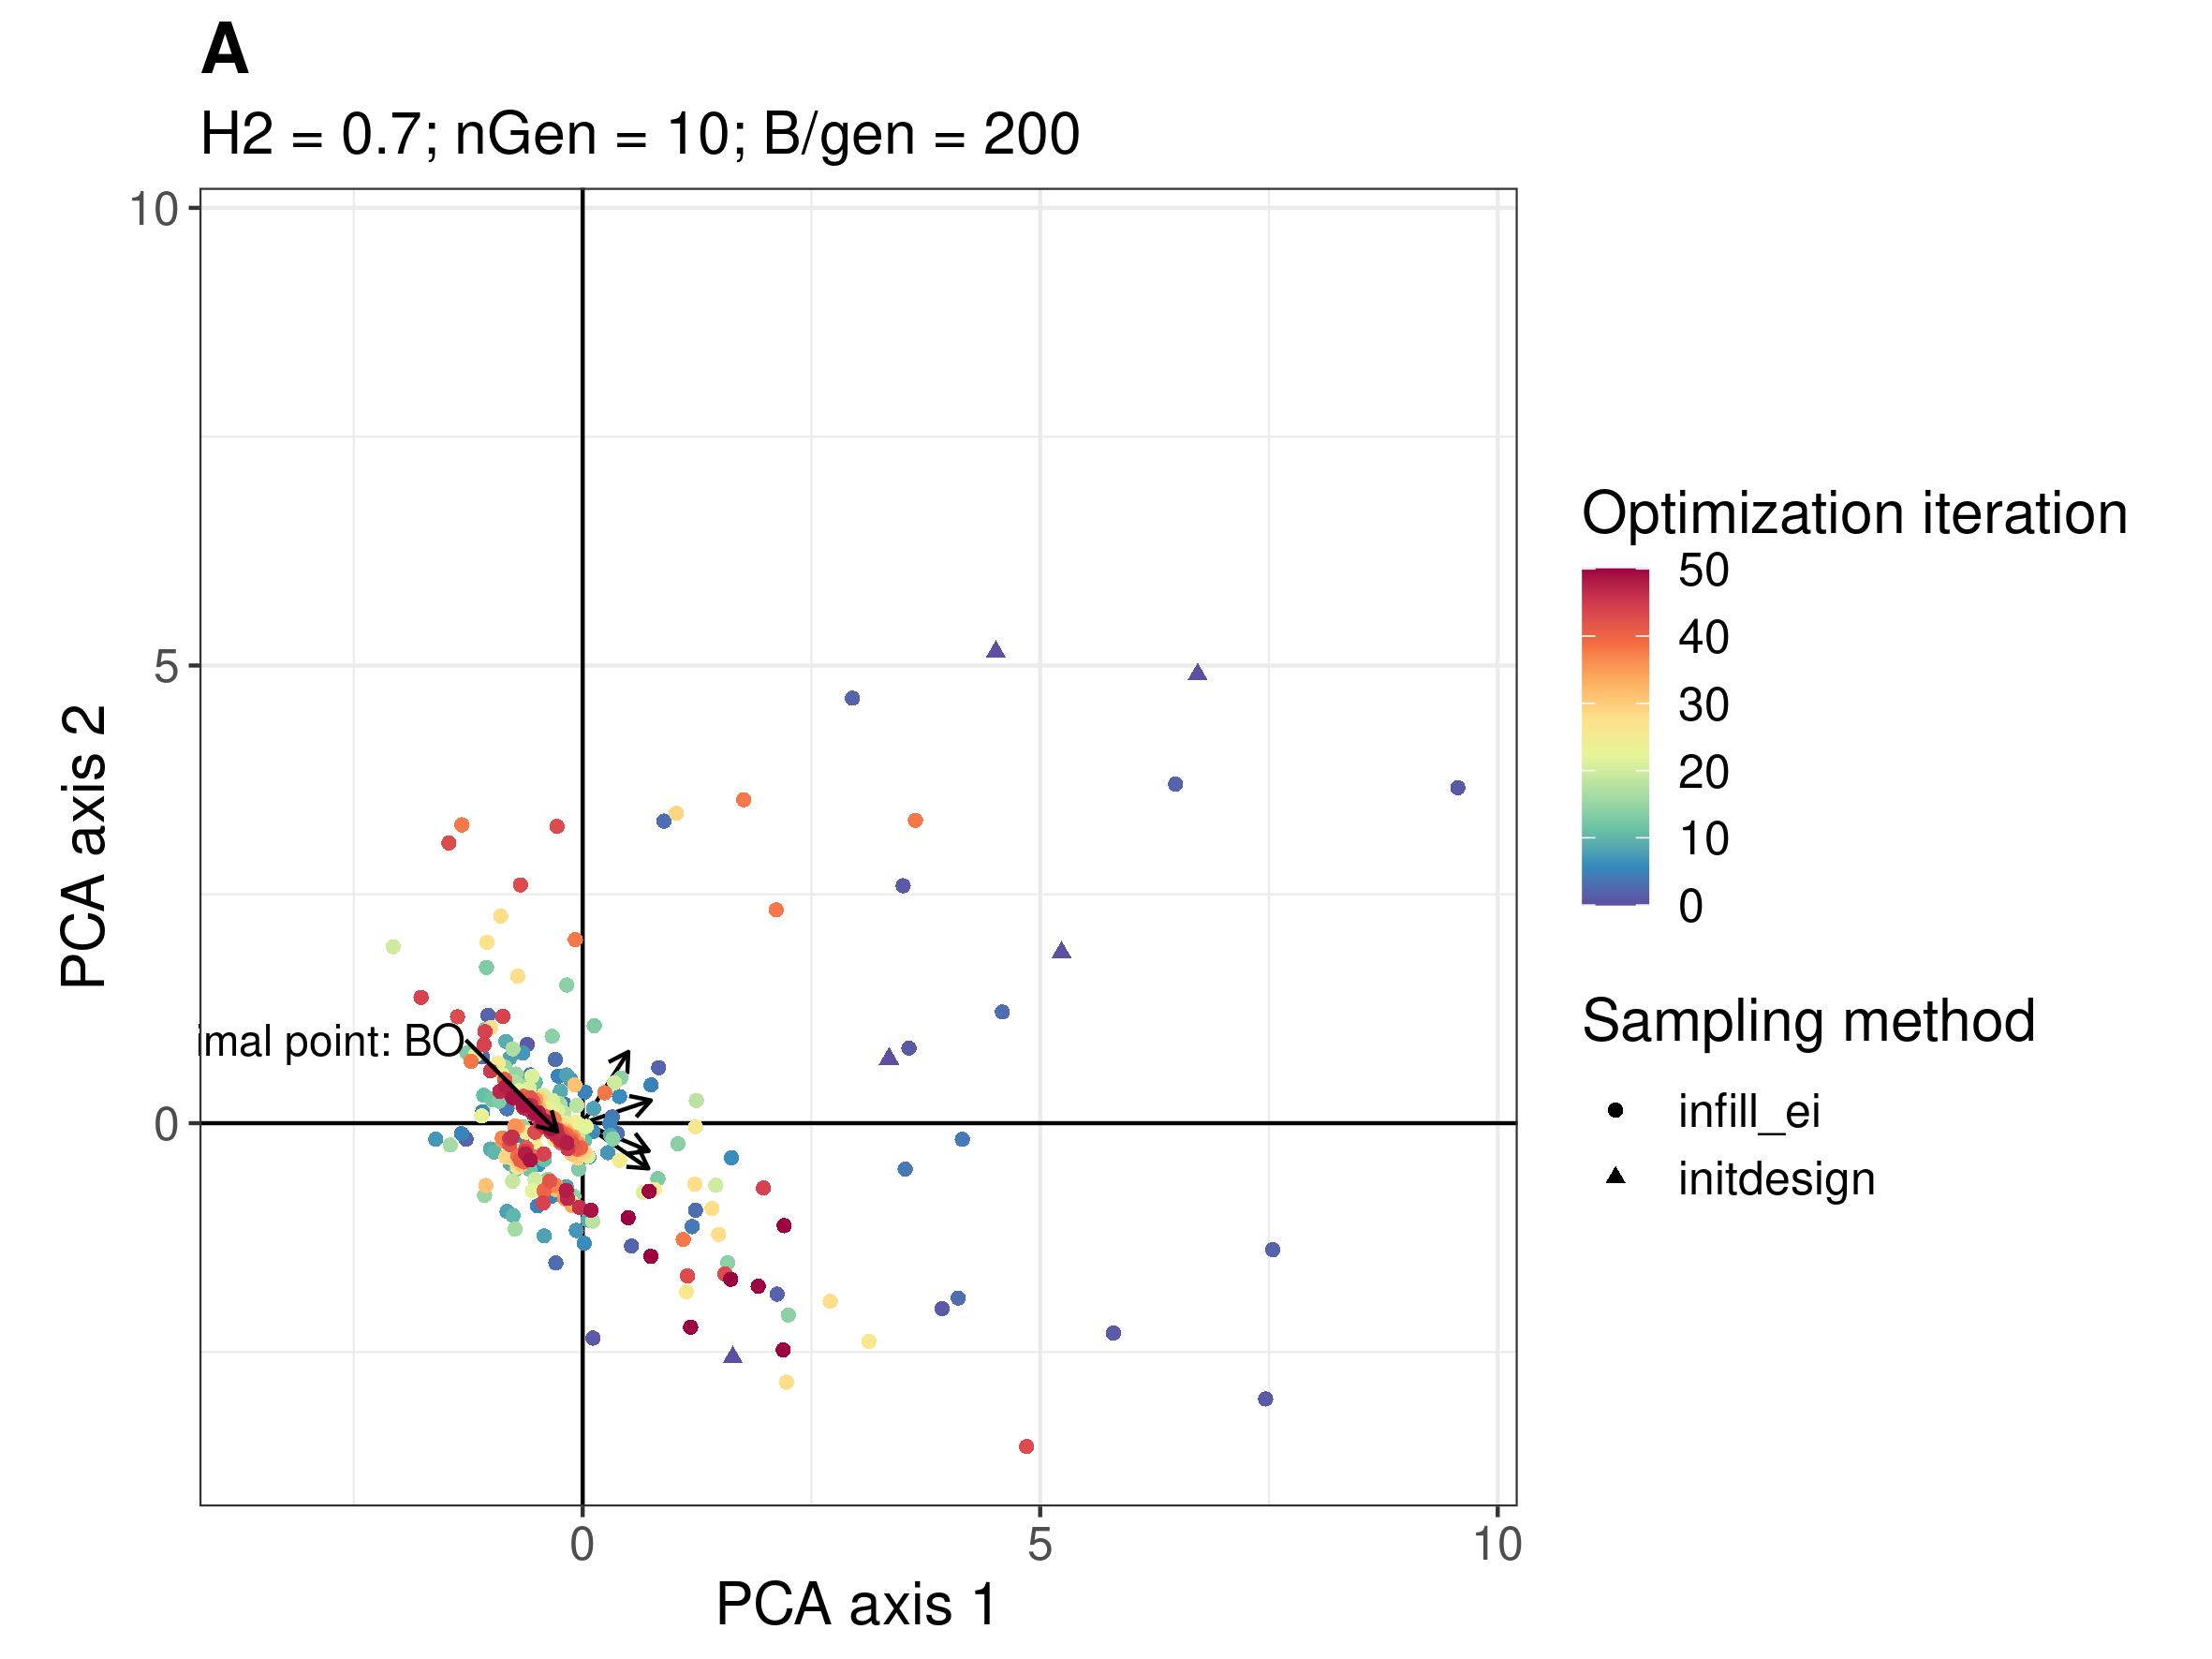 A
H2 = 0.7; nGen = 10; B/gen = 200
10
5
0
PCA axis 2
imal point: BO
0
5
10
PCA axis 1
Optimization iteration
50
40
30
20
10
0
Sampling method
infill_ei
initdesign